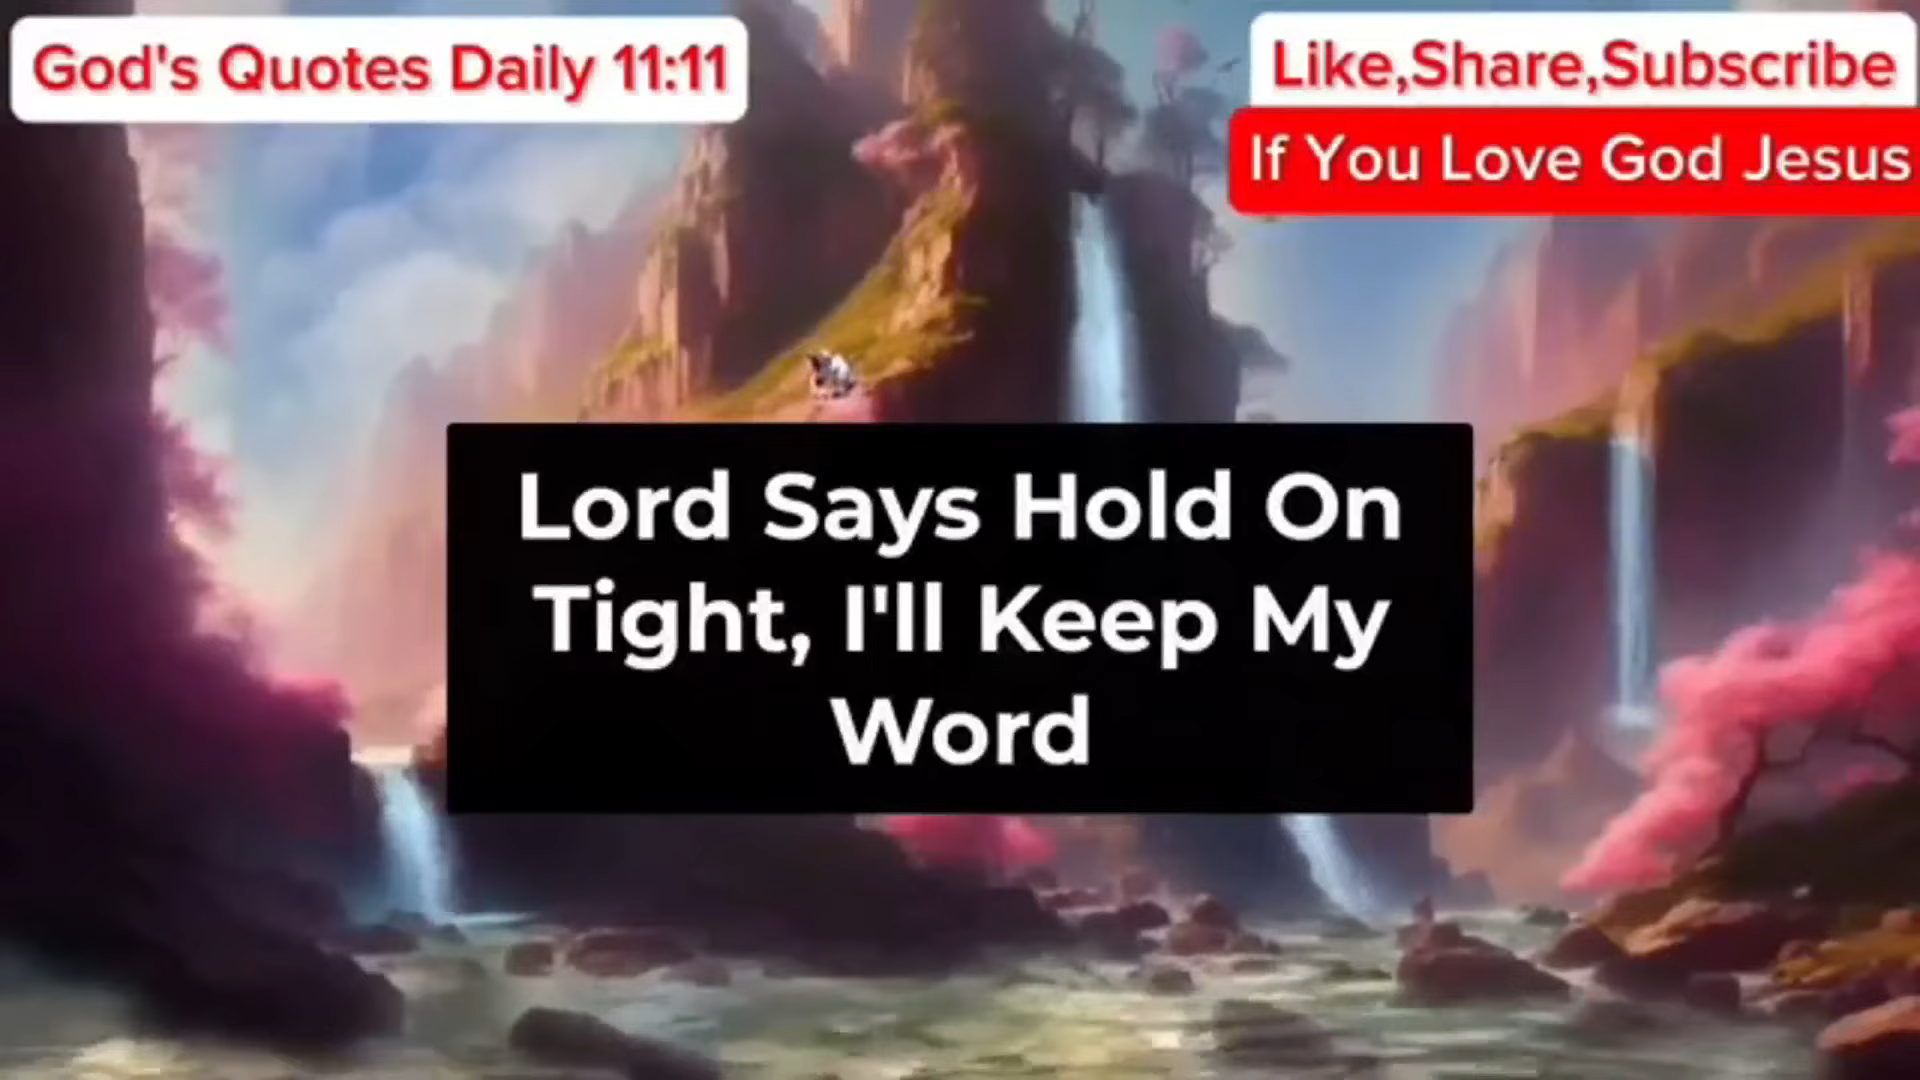 God's Quotes Daily 11:11
Like,Share,Subscribe
If You Love God Jesus
Lord Says Hold On
Tight, I'll Keep My
Word